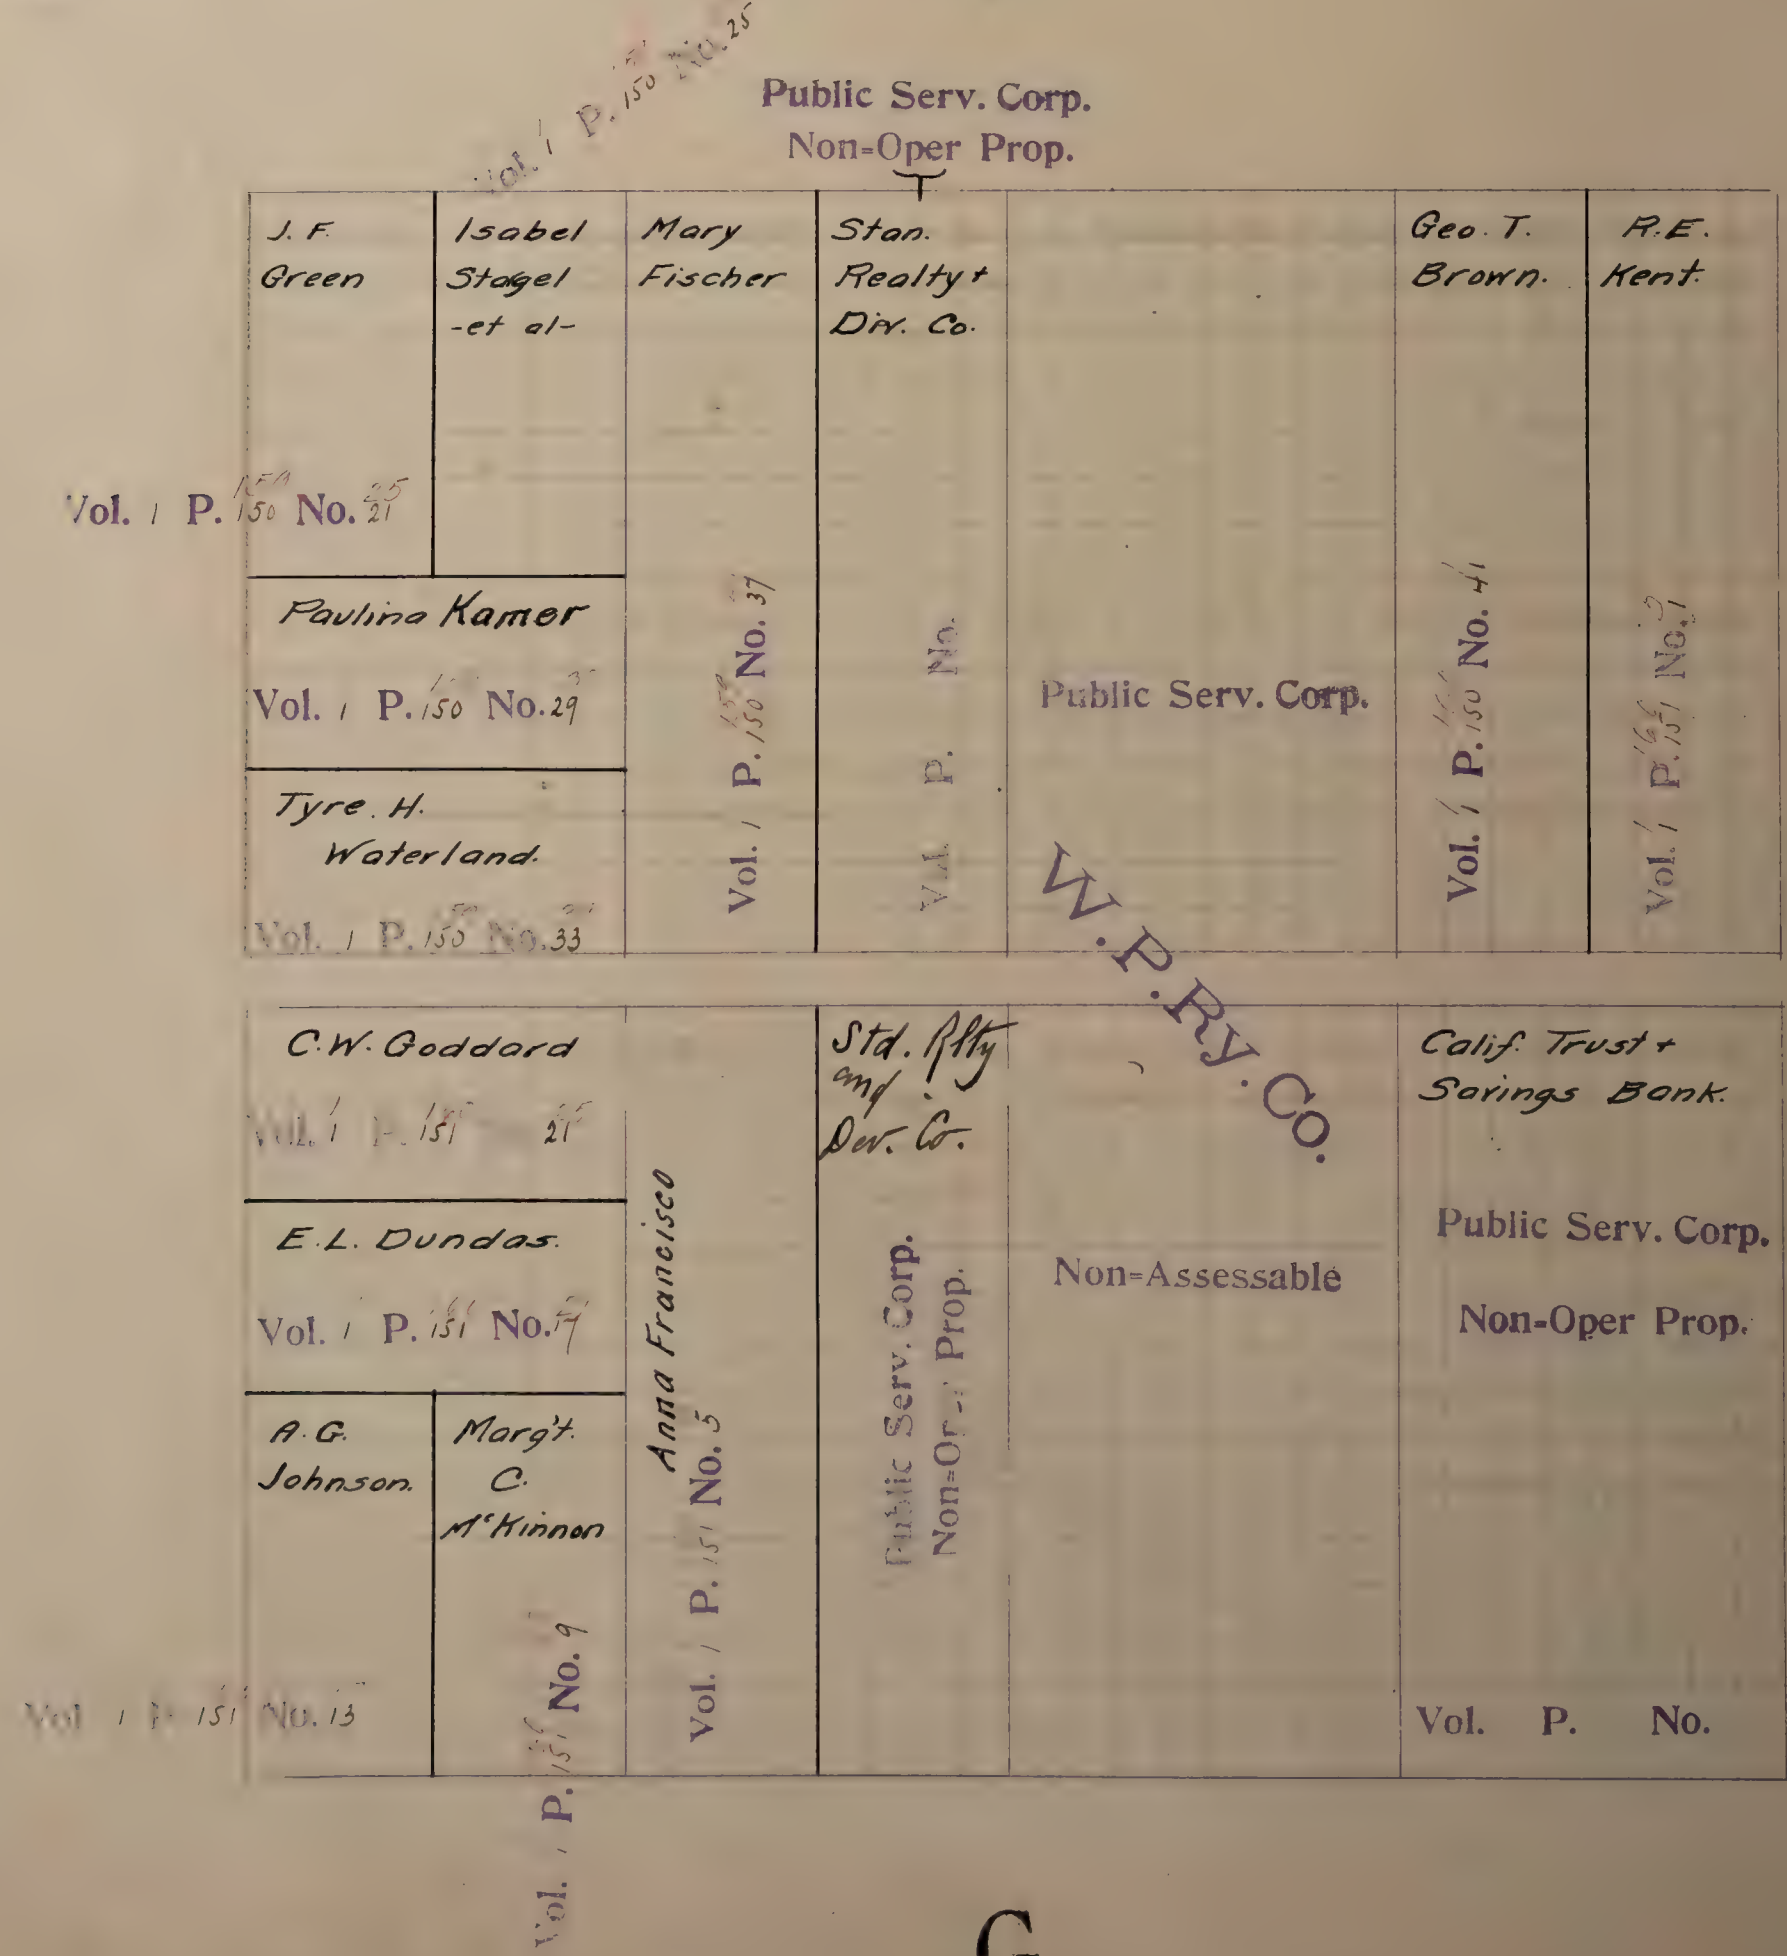 Vol. 1 P. 150 No. 25
Public Serv. Corp.
Non=Oper Prop.
J. F.
Green
Vol. 1 P. 150 No. 21
Isabel
Stagel
-et al-
Mary
Fischer
Vol. 1 P. 150 No. 37
Stan.
Realty +
Div. Co.
Vol. P. No.
Public Serv. Corp.
Geo. T.
Brown.
Vol. 1 P. 150 No. 41
R.E.
Kent.
Vol. 1 P. 151 No. 1
Paulina Kamer
Vol. 1 P. 150 No. 29
Tyre. H.
Waterland.
Vol. 1 P. 150 No. 33
W.P.Ry.CO.
C.W. Goddard
Vol. 1 P. 151 21
E.L. Dundas.
Vol. 1 P. 151 No. 17
A.G.
Johnson.
Vol 1 P 151 No. 13
Marg't.
C.
McKinnon
Vol. 1 P. 151 No. 9
Anna Francisco
Vol. 1 P. 151 No. 5
Std. Rlty
and
Dev. Co.
Public Serv. Corp.
Non=Oper Prop.
Non=Assessable
Calif. Trust +
Savings Bank.
Public Serv. Corp.
Non-Oper Prop.
Vol. P. No.
G